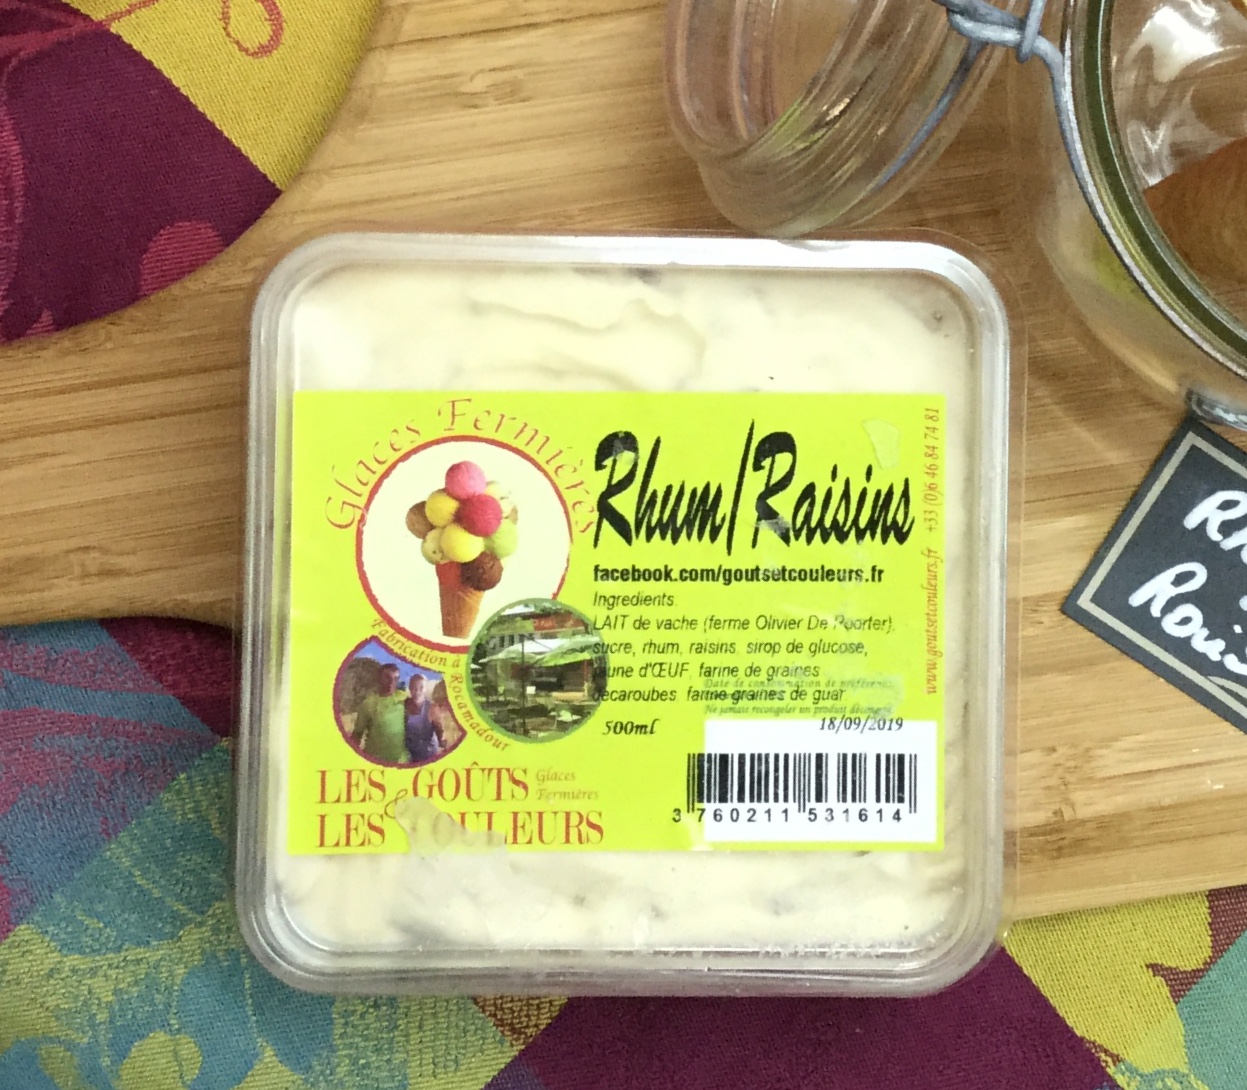 Glaces Fermières
Rhum/Raisins
facebook.com/goutsetcouleurs.fr
Ingredients.
LAIT de vache (ferme Olivier De Poorter),
sucre, rhum, raisins, sirop de glucose,
jaune d'ŒUF, farine de graines
decaroubes, farine graines de guar
Date de consommation de préférence
Ne jamais recongeler un produit décongelé
500ml
18/09/2019
3 760211 531614
Fabrication à Rocamadour
LES GOÛTS
&
LES COULEURS
Glaces
Fermières
www.goutsetcouleurs.fr +33 (0)6 46 84 74 81